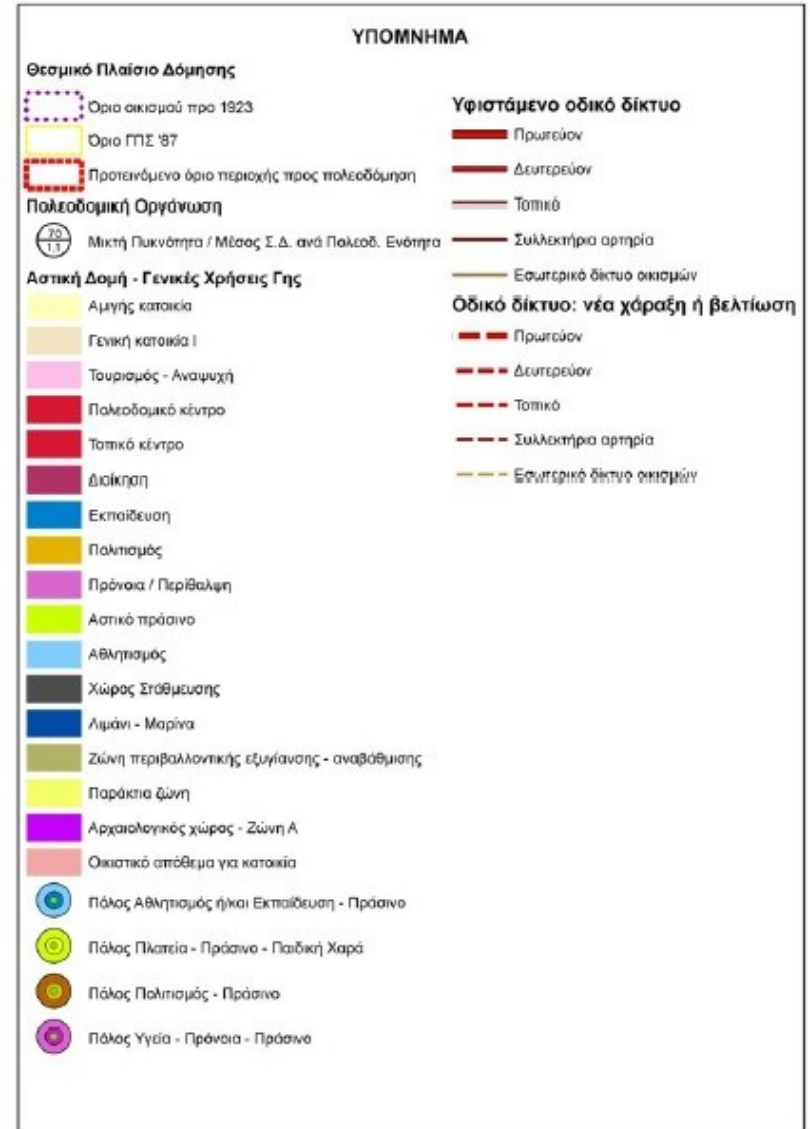 ΥΠΟΜΝΗΜΑ
Θεσμικό Πλαίσιο Δόμησης
Όριο οικισμού προ 1923
Όριο ΓΠΣ '87
Προτεινόμενο όριο περιοχής προς πολεοδόμηση
Πολεοδομική Οργάνωση
70
1.1
Μικτή Πυκνότητα / Μέσος Σ.Δ. ανά Πολεοδ. Ενότητα
Αστική Δομή - Γενικές Χρήσεις Γης
Αμιγής κατοικία
Γενική κατοικία Ι
Τουρισμός - Αναψυχή
Πολεοδομικό κέντρο
Τοπικό κέντρο
Διοίκηση
Εκπαίδευση
Πολιτισμός
Πρόνοια / Περίθαλψη
Αστικό πράσινο
Αθλητισμός
Χώρος Στάθμευσης
Λιμάνι - Μαρίνα
Ζώνη περιβαλλοντικής εξυγίανσης - αναβάθμισης
Παράκτια ζώνη
Αρχαιολογικός χώρος - Ζώνη Α
Οικιστικό απόθεμα για κατοικία
Πόλος Αθλητισμός ή/και Εκπαίδευση - Πράσινο
Πόλος Πλατεία - Πράσινο - Παιδική Χαρά
Πόλος Πολιτισμός - Πράσινο
Πόλος Υγεία - Πρόνοια - Πράσινο
Υφιστάμενο οδικό δίκτυο
Πρωτεύον
Δευτερεύον
Τοπικό
Συλλεκτήρια αρτηρία
Εσωτερικό δίκτυο οικισμών
Οδικό δίκτυο: νέα χάραξη ή βελτίωση
Πρωτεύον
Δευτερεύον
Τοπικό
Συλλεκτήρια αρτηρία
Εσωτερικό δίκτυο οικισμών